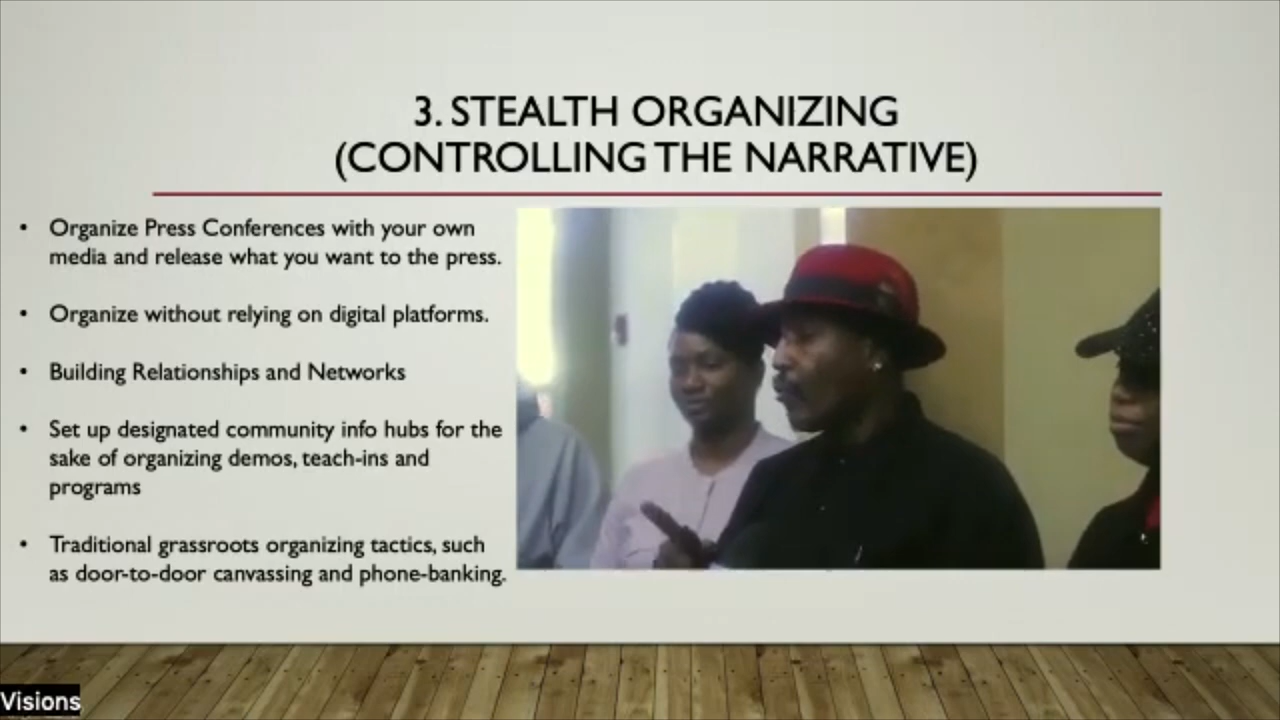 3. STEALTH ORGANIZING
(CONTROLLING THE NARRATIVE)
• Organize Press Conferences with your own
media and release what you want to the press.
• Organize without relying on digital platforms.
• Building Relationships and Networks
• Set up designated community info hubs for the
sake of organizing demos, teach-ins and
programs
• Traditional grassroots organizing tactics, such
as door-to-door canvassing and phone-banking.
Visions